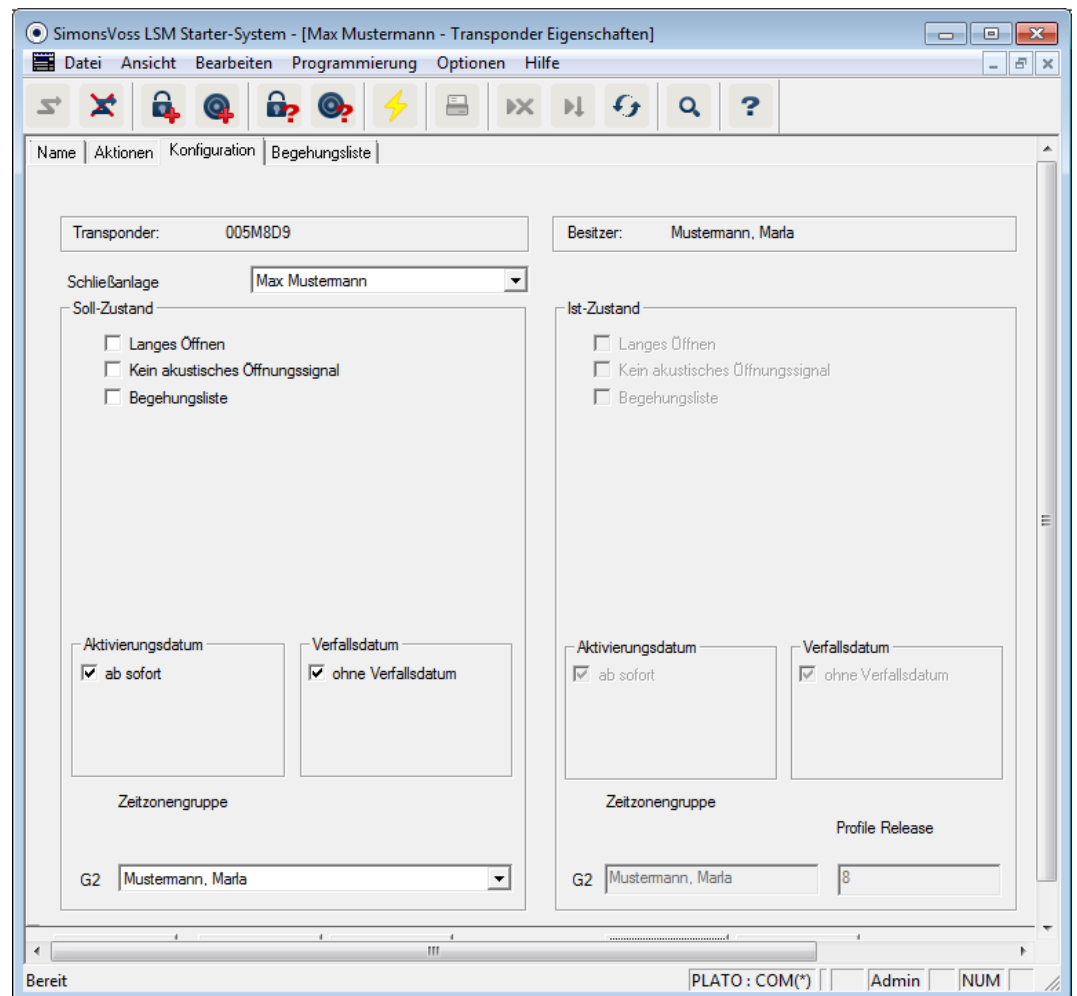 SimonsVoss LSM Starter-System - [Max Mustermann - Transponder Eigenschaften]
Datei Ansicht Bearbeiten Programmierung Optionen Hilfe
Name Aktionen Konfiguration Begehungsliste
Transponder: 005M8D9
Besitzer: Mustermann, Marla
Schließanlage Max Mustermann
Soll-Zustand
Langes Öffnen
Kein akustisches Öffnungssignal
Begehungsliste
Ist-Zustand
Langes Öffnen
Kein akustisches Öffnungssignal
Begehungsliste
Aktivierungsdatum
ab sofort
Verfallsdatum
ohne Verfallsdatum
Aktivierungsdatum
ab sofort
Verfallsdatum
ohne Verfallsdatum
Zeitzonengruppe
G2 Mustermann, Marla
Zeitzonengruppe
Profile Release
G2 Mustermann, Marla 8
Bereit PLATO : COM(*) Admin NUM